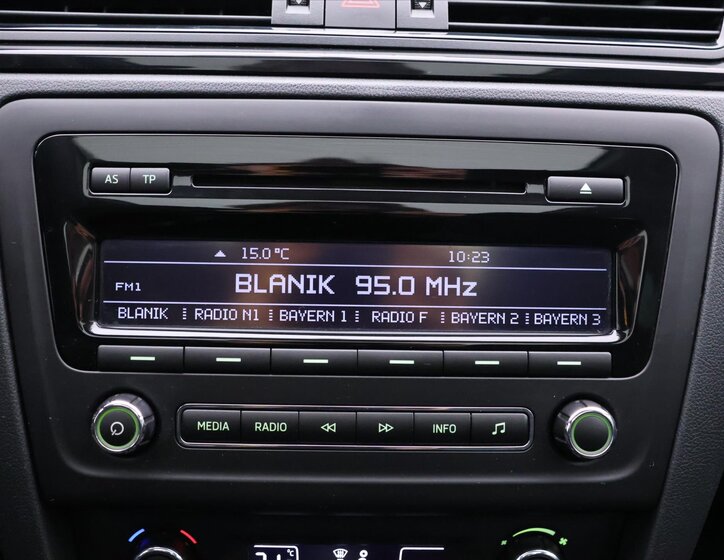 AS TP
15.0 °C 10:23
FM1 BLANIK 95.0 MHz
BLANIK RADIO N1 BAYERN 1 RADIO F BAYERN 2 BAYERN 3
MEDIA RADIO INFO